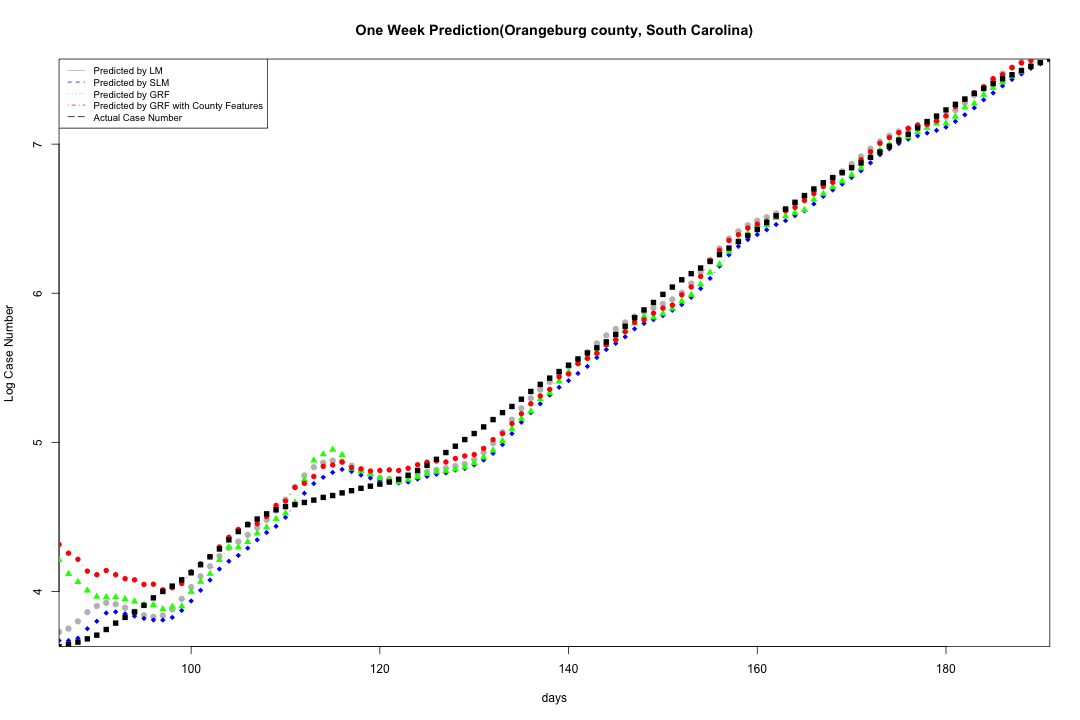 One Week Prediction(Orangeburg county, South Carolina)
Predicted by LM
Predicted by SLM
Predicted by GRF
Predicted by GRF with County Features
Actual Case Number
7
6
5
4
Log Case Number
100 120 140 160 180
days